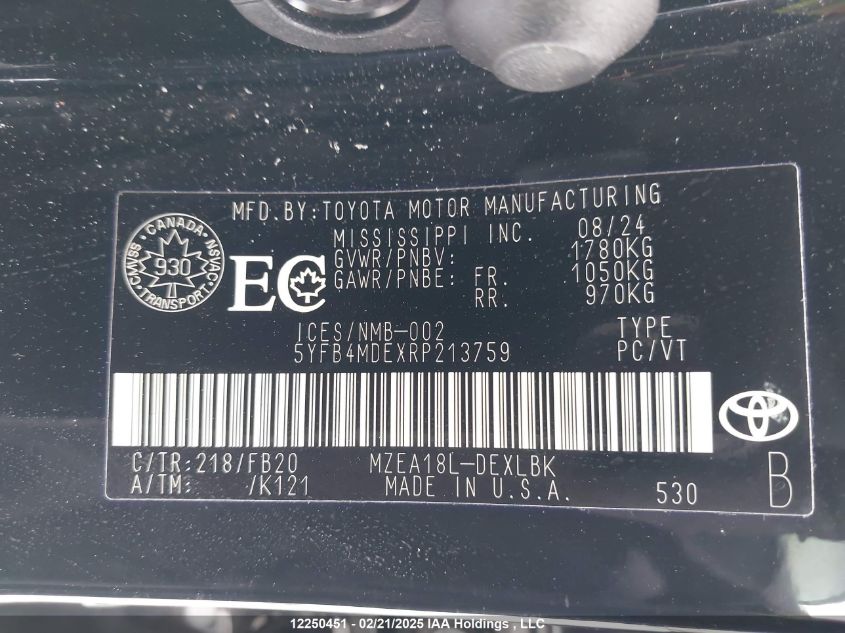 MFD.BY:TOYOTA MOTOR MANUFACTURING
MISSISSIPPI INC. 08/24
GVWR/PNBV: 1780KG
GAWR/PNBE: FR. 1050KG
RR. 970KG
CANADA
CMVSS NSVAC
930
TRANSPORT
EC
ICES/NMB-002 TYPE
5YFB4MDEXRP213759 PC/VT
C/TR:218/FB20 MZEA18L-DEXLBK
A/TM: /K121 MADE IN U.S.A. 530 B
12250451 - 02/21/2025 IAA Holdings, LLC